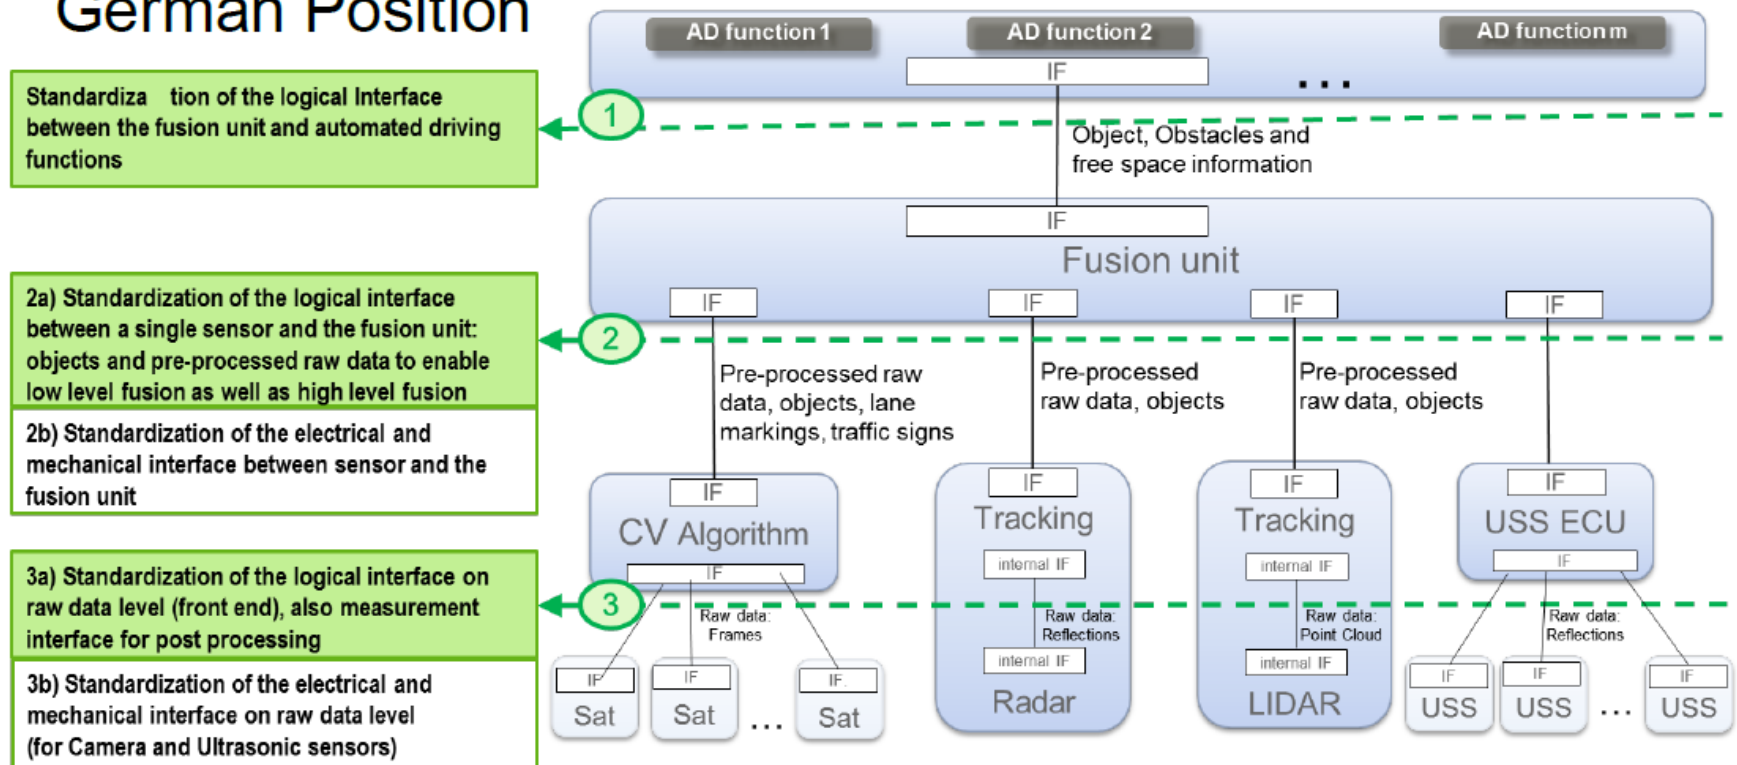 German Position
Standardiza tion of the logical Interface
between the fusion unit and automated driving
functions
2a) Standardization of the logical interface
between a single sensor and the fusion unit:
objects and pre-processed raw data to enable
low level fusion as well as high level fusion
2b) Standardization of the electrical and
mechanical interface between sensor and the
fusion unit
3a) Standardization of the logical interface on
raw data level (front end), also measurement
interface for post processing
3b) Standardization of the electrical and
mechanical interface on raw data level
(for Camera and Ultrasonic sensors)
1
2
3
AD function 1
AD function 2
AD function m
IF
...
Object, Obstacles and
free space information
IF
Fusion unit
IF
IF
IF
IF
Pre-processed raw
data, objects, lane
markings, traffic signs
Pre-processed
raw data, objects
Pre-processed
raw data, objects
IF
CV Algorithm
IF
Raw data:
Frames
IF
Sat
IF
Sat
...
IF.
Sat
IF
Tracking
internal IF
Raw data:
Reflections
internal IF
Radar
IF
Tracking
internal IF
Raw data:
Point Cloud
internal IF
LIDAR
IF
USS ECU
IF
Raw data:
Reflections
IF
USS
IF
USS
...
IF
USS